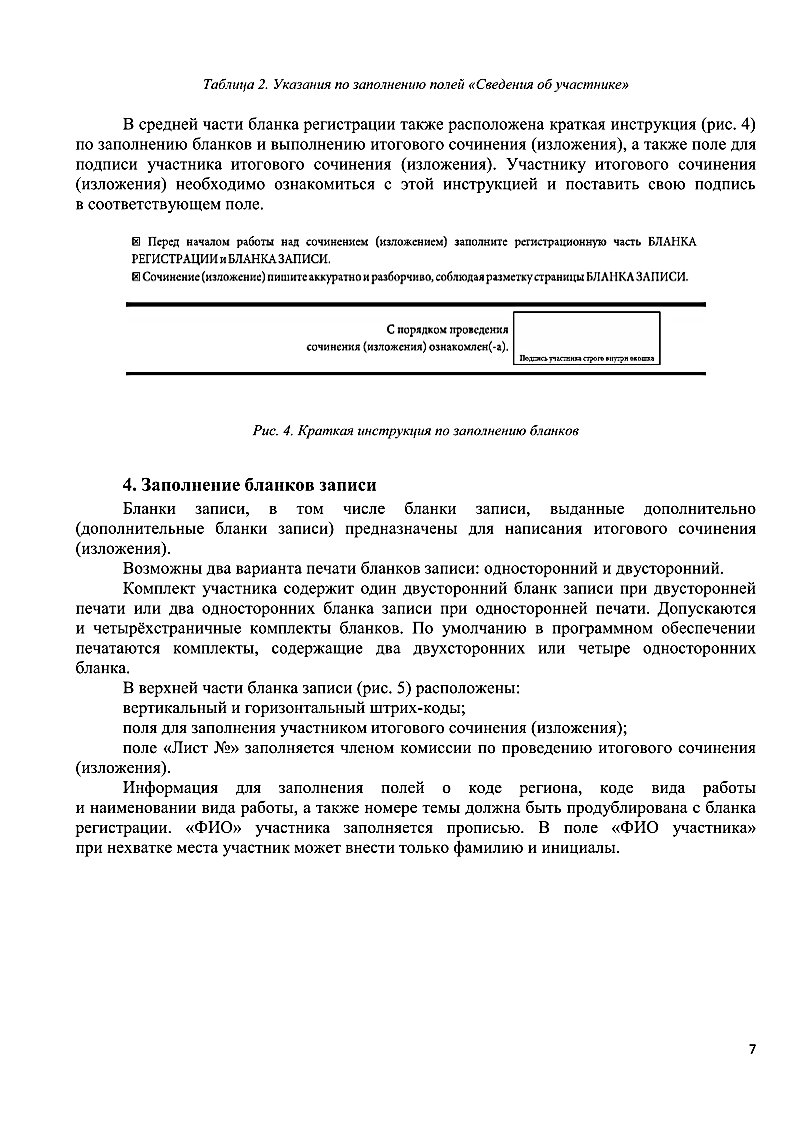 Таблица 2. Указания по заполнению полей «Сведения об участнике»
В средней части бланка регистрации также расположена краткая инструкция (рис. 4)
по заполнению бланков и выполнению итогового сочинения (изложения), а также поле для
подписи участника итогового сочинения (изложения). Участнику итогового сочинения
(изложения) необходимо ознакомиться с этой инструкцией и поставить свою подпись
в соответствующем поле.
Перед началом работы над сочинением (изложением) заполните регистрационную часть БЛАНКА
РЕГИСТРАЦИИ и БЛАНКА ЗАПИСИ.
Сочинение (изложение) пишите аккуратно и разборчиво, соблюдая разметку страницы БЛАНКА ЗАПИСИ.
С порядком проведения
сочинения (изложения) ознакомлен(-а).
Подпись участника строго внутри окошка
Рис. 4. Краткая инструкция по заполнению бланков
4. Заполнение бланков записи
Бланки записи, в том числе бланки записи, выданные дополнительно
(дополнительные бланки записи) предназначены для написания итогового сочинения
(изложения).
Возможны два варианта печати бланков записи: односторонний и двусторонний.
Комплект участника содержит один двусторонний бланк записи при двусторонней
печати или два односторонних бланка записи при односторонней печати. Допускаются
и четырёхстраничные комплекты бланков. По умолчанию в программном обеспечении
печатаются комплекты, содержащие два двухсторонних или четыре односторонних
бланка.
В верхней части бланка записи (рис. 5) расположены:
вертикальный и горизонтальный штрих-коды;
поля для заполнения участником итогового сочинения (изложения);
поле «Лист №» заполняется членом комиссии по проведению итогового сочинения
(изложения).
Информация для заполнения полей о коде региона, коде вида работы
и наименовании вида работы, а также номере темы должна быть продублирована с бланка
регистрации. «ФИО» участника заполняется прописью. В поле «ФИО участника»
при нехватке места участник может внести только фамилию и инициалы.
7